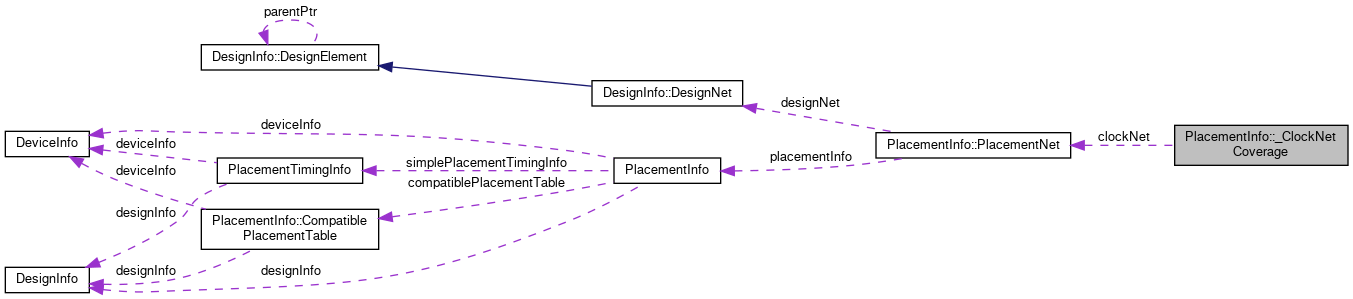 parentPtr
DesignInfo::DesignElement
DesignInfo::DesignNet
designNet
deviceInfo
DeviceInfo
deviceInfo
clockNet
PlacementInfo::_ClockNet
Coverage
PlacementInfo::PlacementNet
simplePlacementTimingInfo
placementInfo
deviceInfo
PlacementTimingInfo
PlacementInfo
compatiblePlacementTable
designInfo
PlacementInfo::Compatible
PlacementTable
designInfo
designInfo
DesignInfo